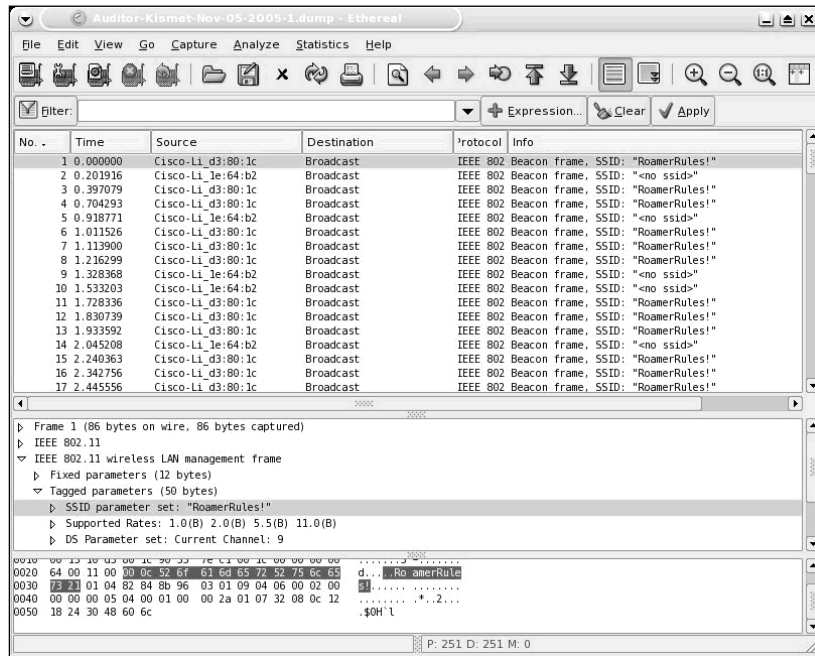 Auditor-Kismet-Nov-05-2005-1.dump - Ethereal
File Edit View Go Capture Analyze Statistics Help
Filter: Expression... Clear Apply
No. . Time Source Destination Protocol Info
1 0.000000 Cisco-Li_d3:80:1c Broadcast IEEE 802 Beacon frame, SSID: "RoamerRules!"
2 0.201916 Cisco-Li_1e:64:b2 Broadcast IEEE 802 Beacon frame, SSID: "<no ssid>"
3 0.397079 Cisco-Li_d3:80:1c Broadcast IEEE 802 Beacon frame, SSID: "RoamerRules!"
4 0.704293 Cisco-Li_d3:80:1c Broadcast IEEE 802 Beacon frame, SSID: "RoamerRules!"
5 0.918771 Cisco-Li_1e:64:b2 Broadcast IEEE 802 Beacon frame, SSID: "<no ssid>"
6 1.011526 Cisco-Li_d3:80:1c Broadcast IEEE 802 Beacon frame, SSID: "RoamerRules!"
7 1.113900 Cisco-Li_d3:80:1c Broadcast IEEE 802 Beacon frame, SSID: "RoamerRules!"
8 1.216299 Cisco-Li_d3:80:1c Broadcast IEEE 802 Beacon frame, SSID: "RoamerRules!"
9 1.328368 Cisco-Li_1e:64:b2 Broadcast IEEE 802 Beacon frame, SSID: "<no ssid>"
10 1.533203 Cisco-Li_1e:64:b2 Broadcast IEEE 802 Beacon frame, SSID: "<no ssid>"
11 1.728336 Cisco-Li_d3:80:1c Broadcast IEEE 802 Beacon frame, SSID: "RoamerRules!"
12 1.830739 Cisco-Li_d3:80:1c Broadcast IEEE 802 Beacon frame, SSID: "RoamerRules!"
13 1.933592 Cisco-Li_d3:80:1c Broadcast IEEE 802 Beacon frame, SSID: "RoamerRules!"
14 2.045208 Cisco-Li_1e:64:b2 Broadcast IEEE 802 Beacon frame, SSID: "<no ssid>"
15 2.240363 Cisco-Li_d3:80:1c Broadcast IEEE 802 Beacon frame, SSID: "RoamerRules!"
16 2.342756 Cisco-Li_d3:80:1c Broadcast IEEE 802 Beacon frame, SSID: "RoamerRules!"
17 2.445556 Cisco-Li_d3:80:1c Broadcast IEEE 802 Beacon frame, SSID: "RoamerRules!"
Frame 1 (86 bytes on wire, 86 bytes captured)
IEEE 802.11
IEEE 802.11 wireless LAN management frame
Fixed parameters (12 bytes)
Tagged parameters (50 bytes)
SSID parameter set: "RoamerRules!"
Supported Rates: 1.0(B) 2.0(B) 5.5(B) 11.0(B)
DS Parameter set: Current Channel: 9
0020 64 00 11 00 00 0c 52 6f 61 6d 65 72 52 75 6c 65 d.....Ro amerRule
0030 73 21 01 04 82 84 8b 96 03 01 09 04 06 00 02 00 s!...... ........
0040 00 00 00 05 04 00 01 00 00 2a 01 07 32 08 0c 12 ........ .*..2...
0050 18 24 30 48 60 6c .$0H`l
P: 251 D: 251 M: 0